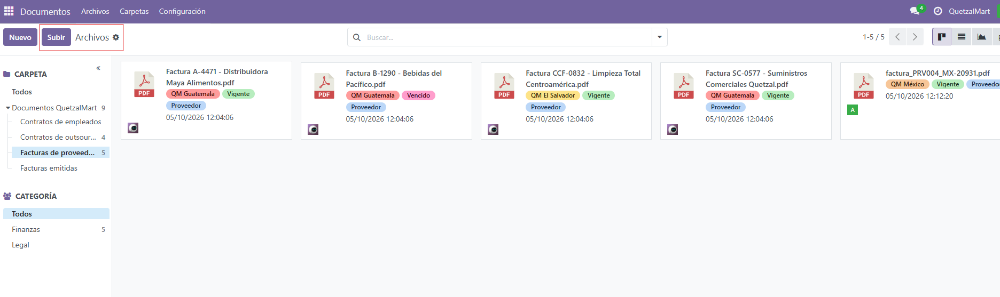 Documentos Archivos Carpetas Configuración 4 QuetzalMart
Nuevo Subir Archivos Buscar... 1-5 / 5
CARPETA
Todos
Documentos QuetzalMart 9
Contratos de empleados
Contratos de outsour... 4
Facturas de proveed... 5
Facturas emitidas
CATEGORÍA
Todos
Finanzas 5
Legal
PDF
Factura A-4471 - Distribuidora
Maya Alimentos.pdf
QM Guatemala Vigente
Proveedor
05/10/2026 12:04:06
PDF
Factura B-1290 - Bebidas del
Pacífico.pdf
QM Guatemala Vencido
Proveedor
05/10/2026 12:04:06
PDF
Factura CCF-0832 - Limpieza Total
Centroamérica.pdf
QM El Salvador Vigente
Proveedor
05/10/2026 12:04:06
PDF
Factura SC-0577 - Suministros
Comerciales Quetzal.pdf
QM Guatemala Vigente
Proveedor
05/10/2026 12:04:06
PDF
factura_PRV004_MX-20931.pdf
QM México Vigente Proveedo
05/10/2026 12:12:20
A